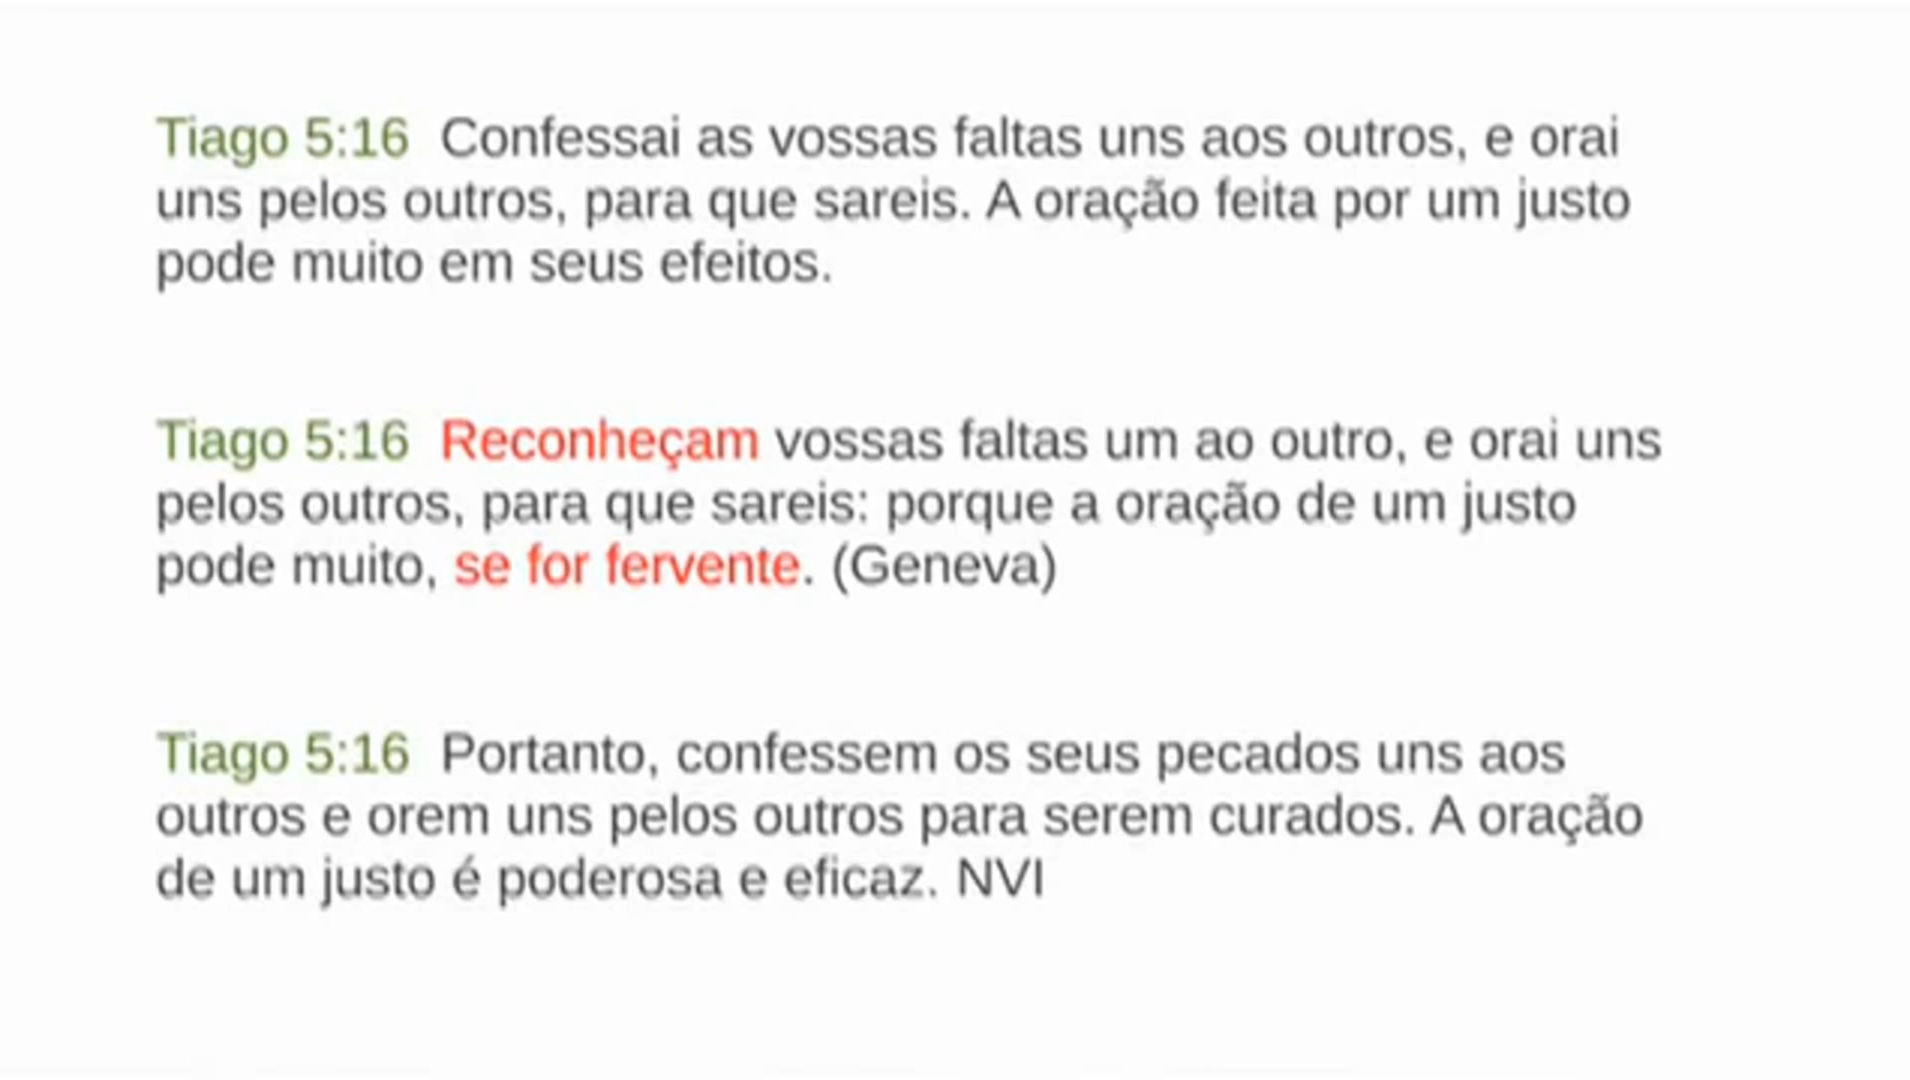 Tiago 5:16  Confessai as vossas faltas uns aos outros, e orai
uns pelos outros, para que sareis. A oração feita por um justo
pode muito em seus efeitos.
Tiago 5:16  Reconheçam vossas faltas um ao outro, e orai uns
pelos outros, para que sareis: porque a oração de um justo
pode muito, se for fervente. (Geneva)
Tiago 5:16  Portanto, confessem os seus pecados uns aos
outros e orem uns pelos outros para serem curados. A oração
de um justo é poderosa e eficaz. NVI